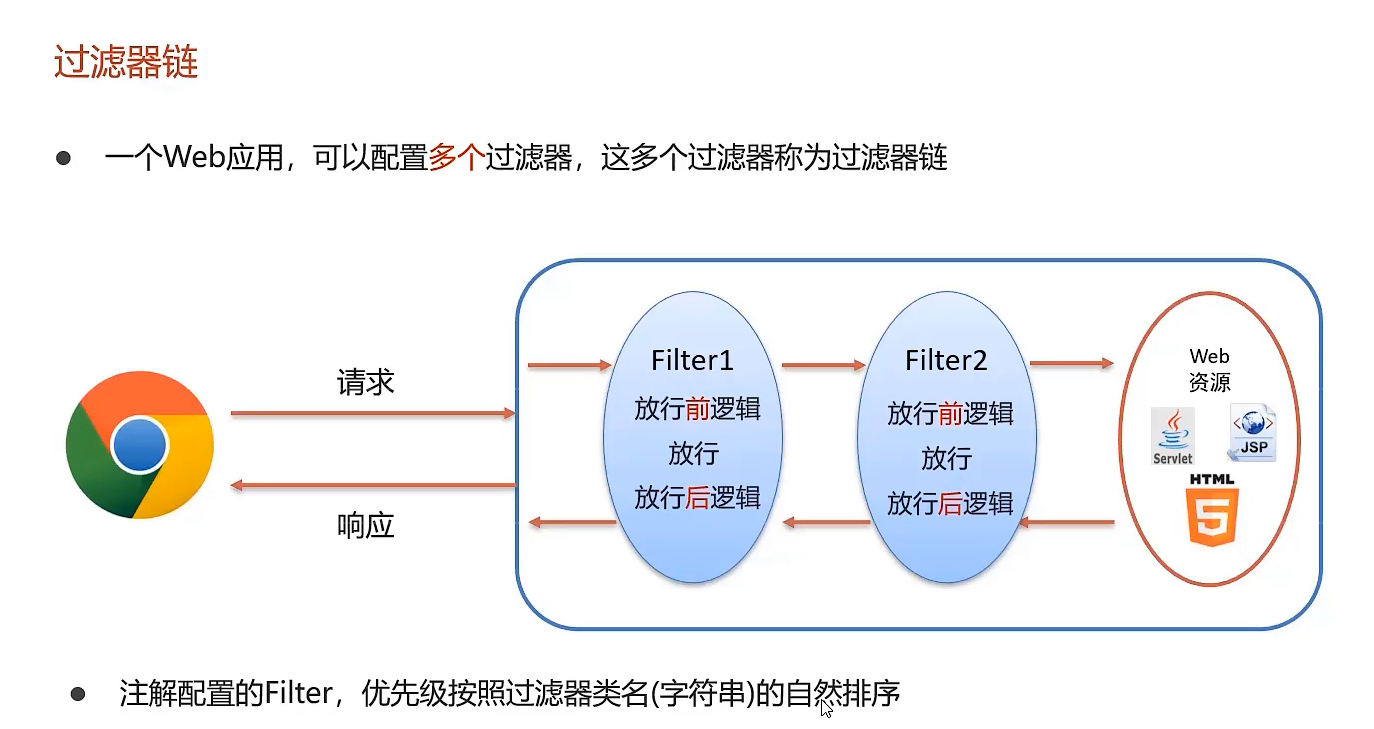 过滤器链
一个Web应用，可以配置多个过滤器，这多个过滤器称为过滤器链
请求
响应
Filter1
放行前逻辑
放行
放行后逻辑
Filter2
放行前逻辑
放行
放行后逻辑
Web
资源
Servlet
JSP
HTML
5
注解配置的Filter，优先级按照过滤器类名(字符串)的自然排序